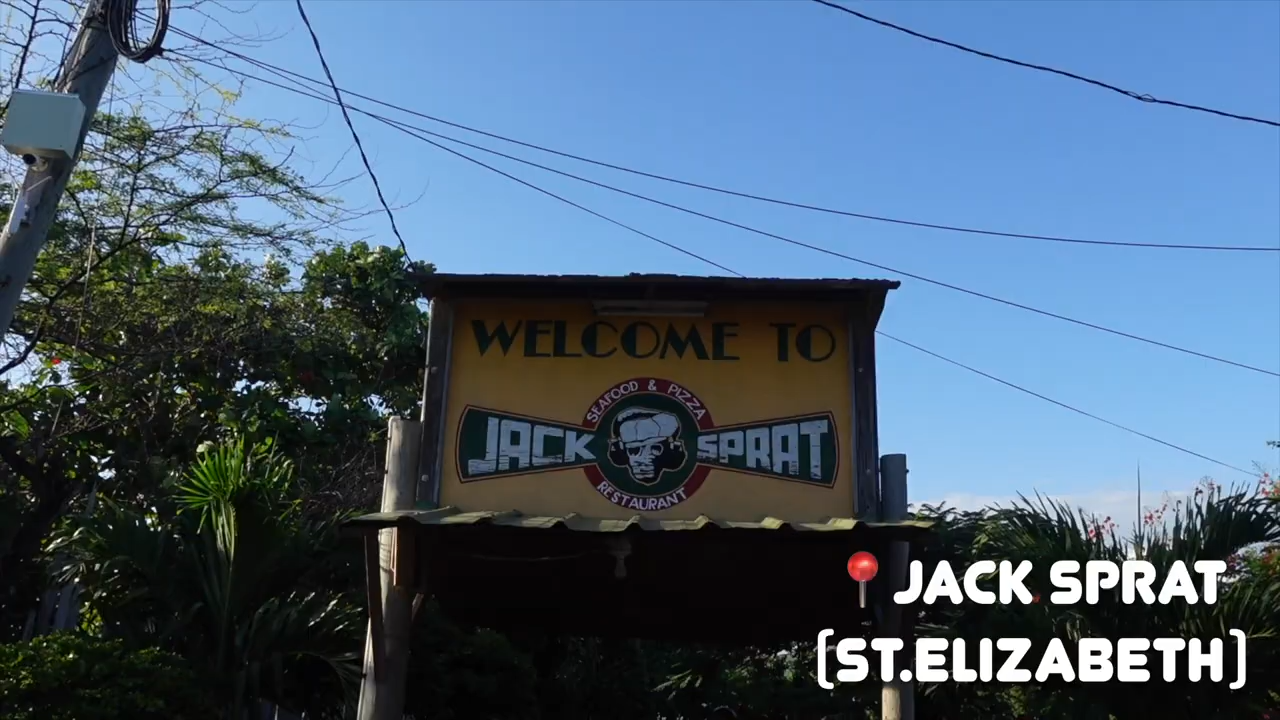 WELCOME TO
SEAFOOD & PIZZA
JACK SPRAT
RESTAURANT
JACK SPRAT
[ST.ELIZABETH]